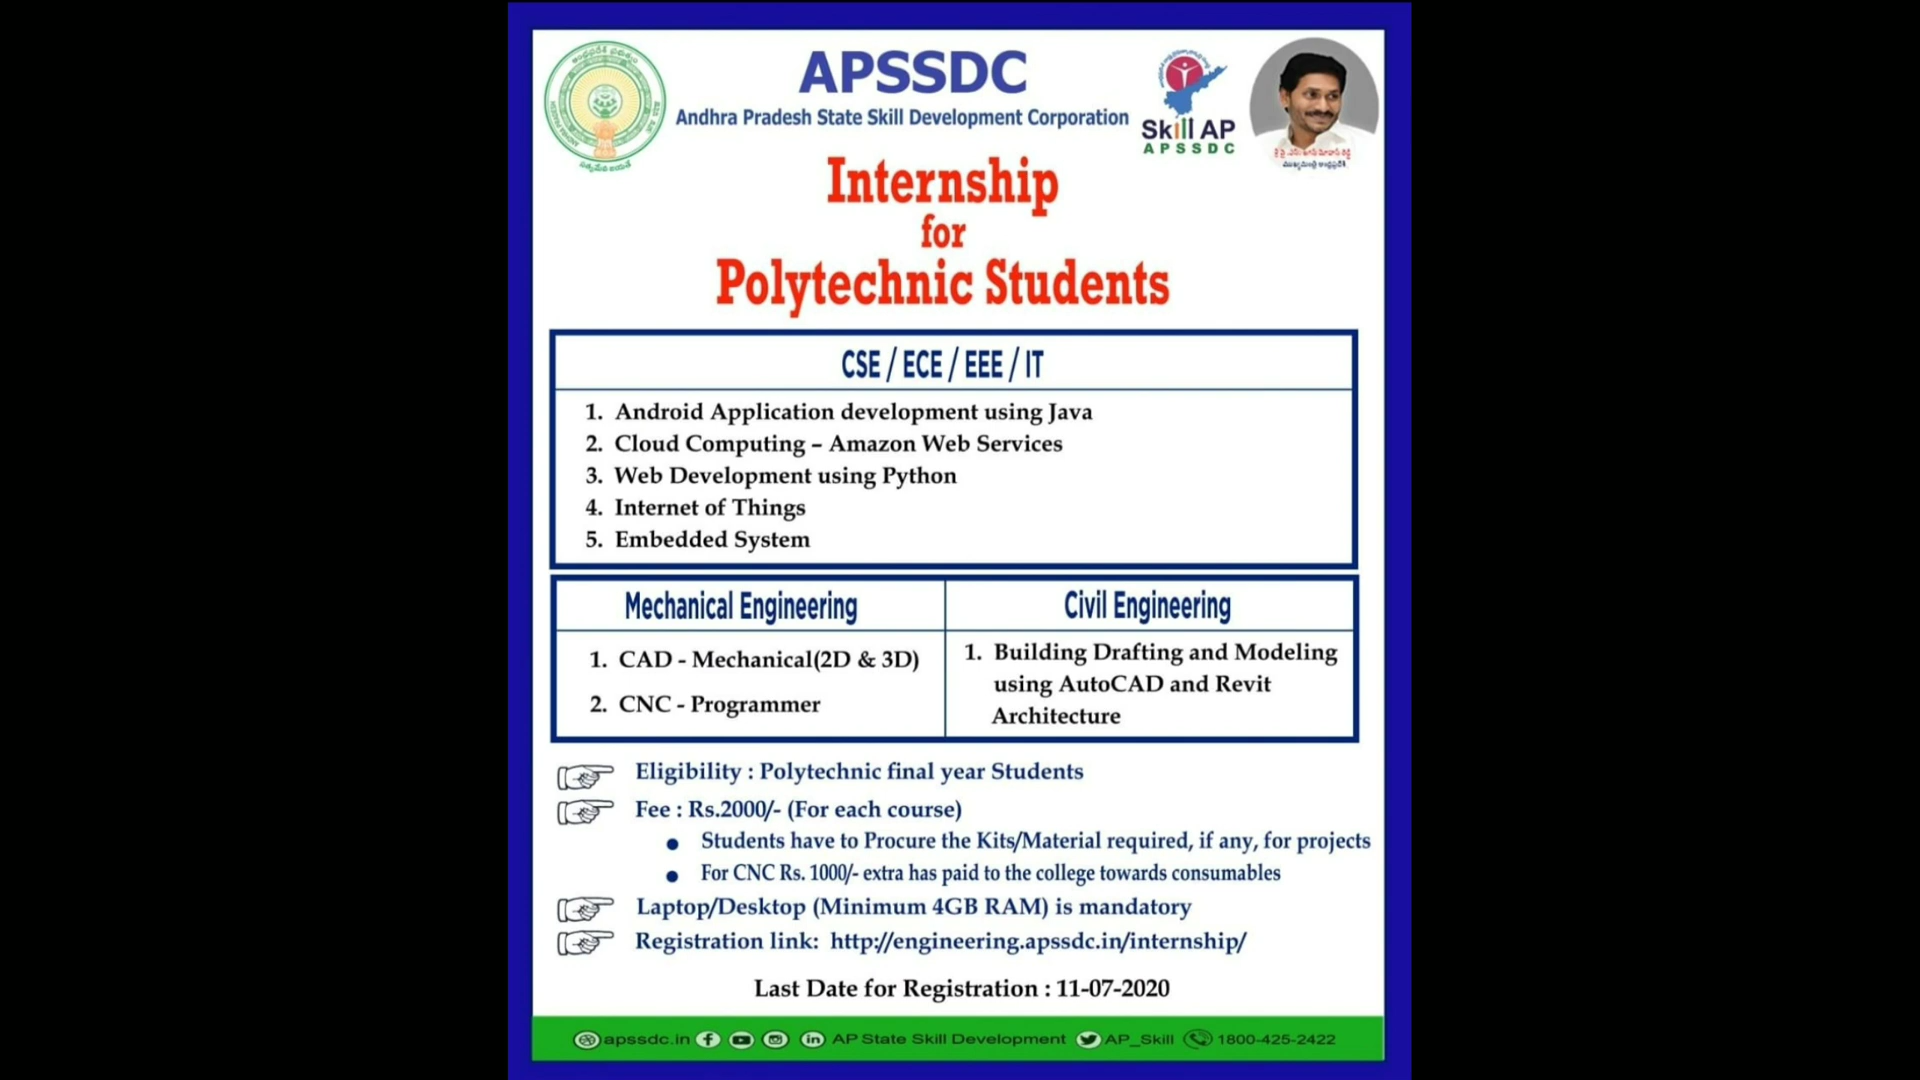 APSSDC
Andhra Pradesh State Skill Development Corporation
Skill AP
APSSDC
ముఖ్యమంత్రి ఆంధ్రప్రదేశ్
Internship
for
Polytechnic Students
CSE / ECE / EEE / IT
1. Android Application development using Java
2. Cloud Computing – Amazon Web Services
3. Web Development using Python
4. Internet of Things
5. Embedded System
Mechanical Engineering
1. CAD - Mechanical(2D & 3D)
2. CNC - Programmer
Civil Engineering
1. Building Drafting and Modeling
using AutoCAD and Revit
Architecture
Eligibility : Polytechnic final year Students
Fee : Rs.2000/- (For each course)
• Students have to Procure the Kits/Material required, if any, for projects
• For CNC Rs. 1000/- extra has paid to the college towards consumables
Laptop/Desktop (Minimum 4GB RAM) is mandatory
Registration link: http://engineering.apssdc.in/internship/
Last Date for Registration : 11-07-2020
apssdc.in AP State Skill Development AP_Skill 1800-425-2422